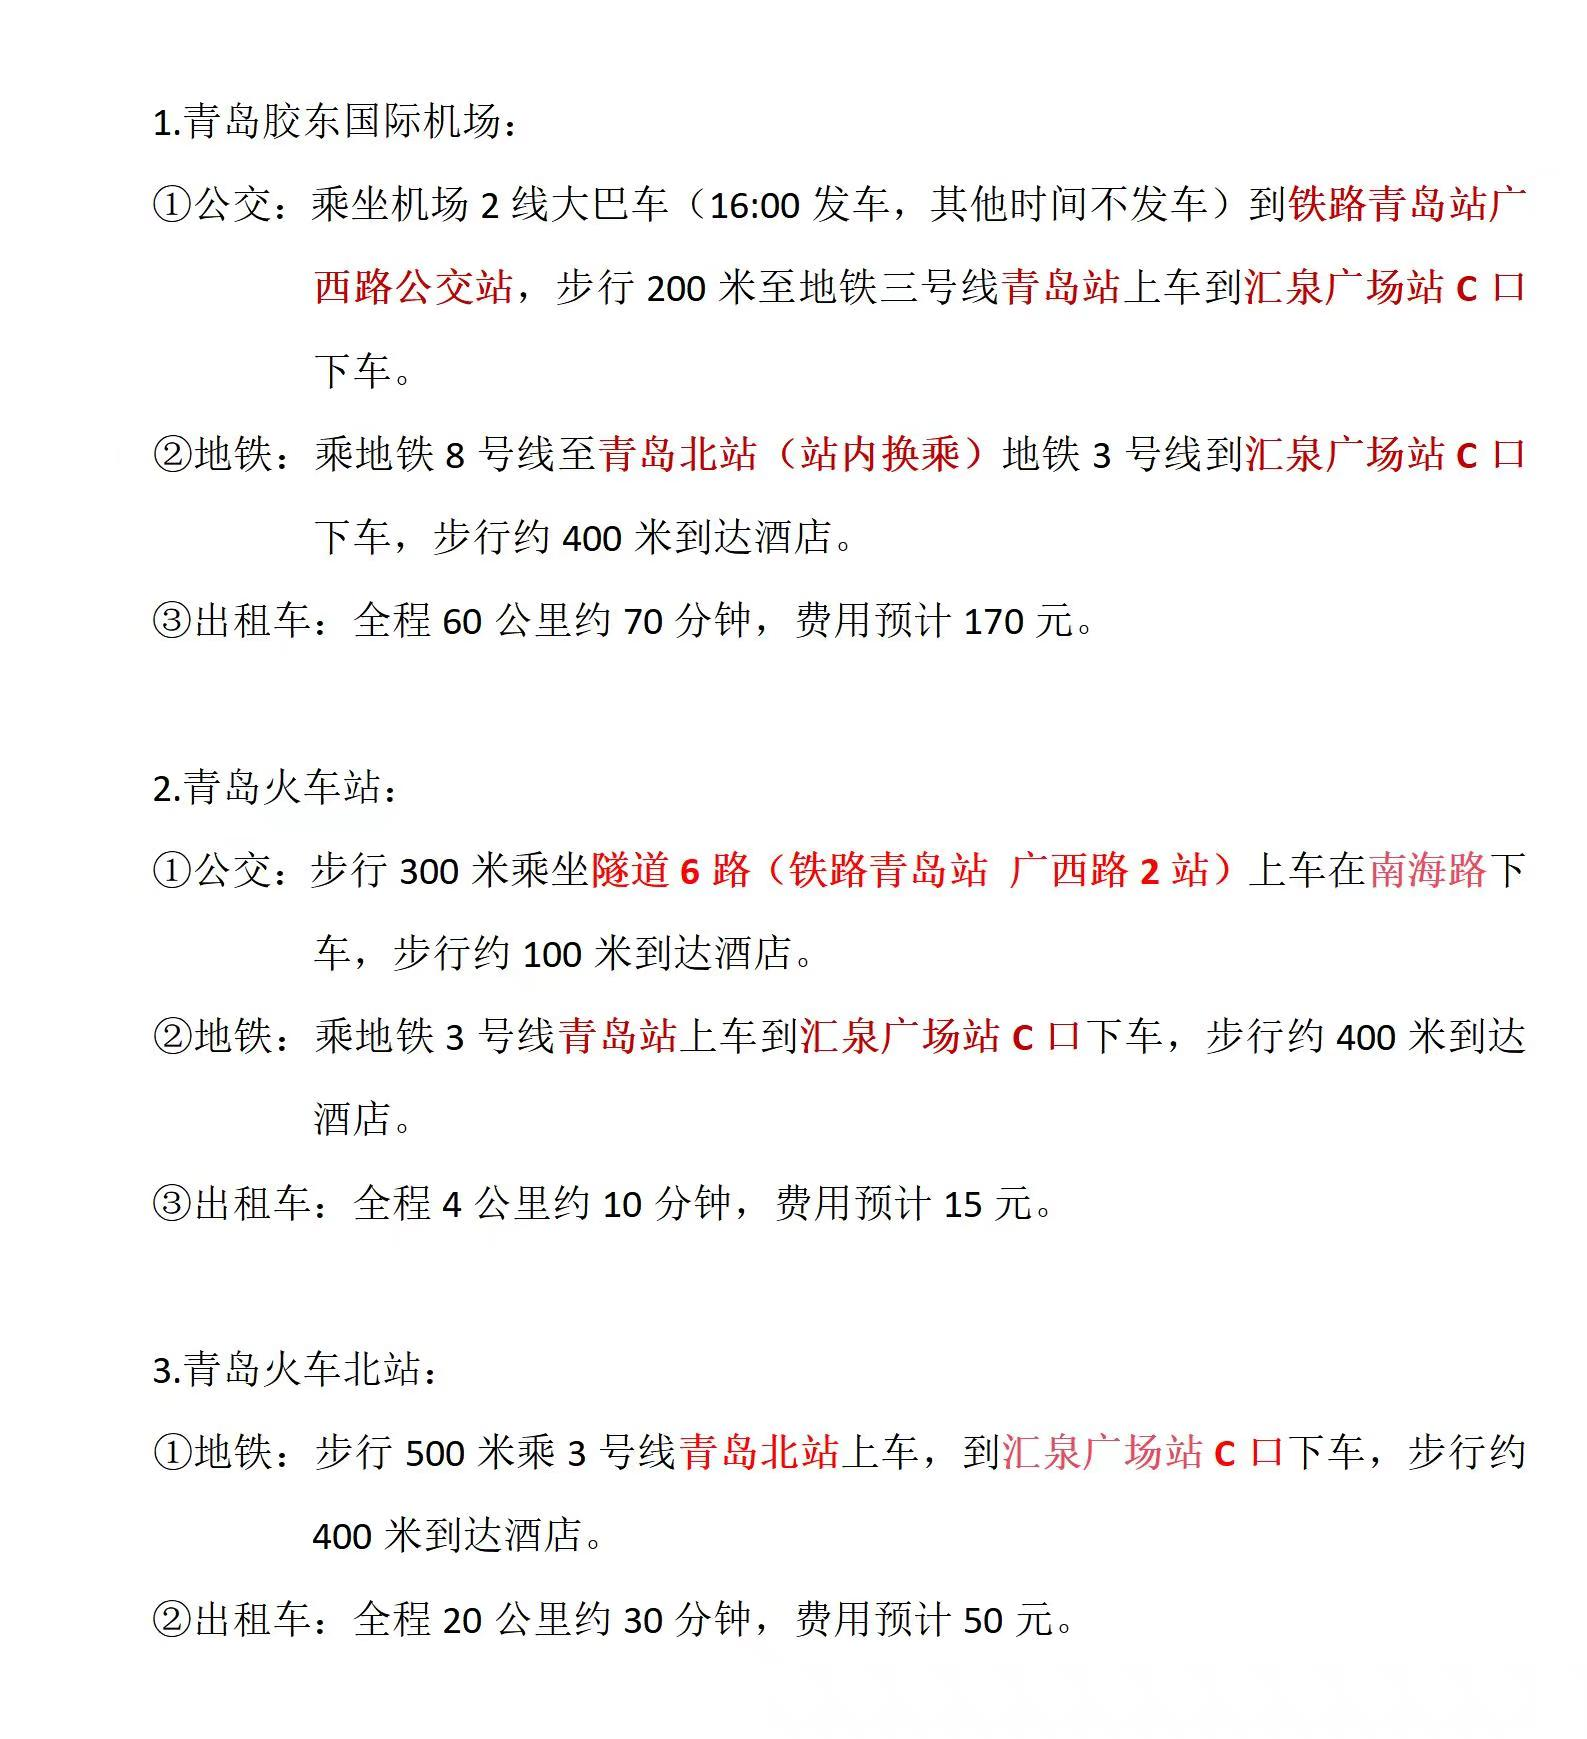 1.青岛胶东国际机场：
①公交：乘坐机场 2 线大巴车（16:00 发车，其他时间不发车）到铁路青岛站广
西路公交站，步行 200 米至地铁三号线青岛站上车到汇泉广场站 C 口
下车。
②地铁：乘地铁 8 号线至青岛北站（站内换乘）地铁 3 号线到汇泉广场站 C 口
下车，步行约 400 米到达酒店。
③出租车：全程 60 公里约 70 分钟，费用预计 170 元。
2.青岛火车站：
①公交：步行 300 米乘坐隧道 6 路（铁路青岛站 广西路 2 站）上车在南海路下
车，步行约 100 米到达酒店。
②地铁：乘地铁 3 号线青岛站上车到汇泉广场站 C 口下车，步行约 400 米到达
酒店。
③出租车：全程 4 公里约 10 分钟，费用预计 15 元。
3.青岛火车北站：
①地铁：步行 500 米乘 3 号线青岛北站上车，到汇泉广场站 C 口下车，步行约
400 米到达酒店。
②出租车：全程 20 公里约 30 分钟，费用预计 50 元。